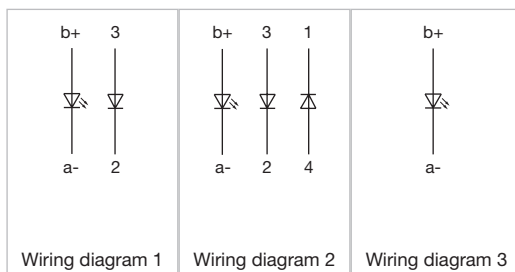 b+ 3
a- 2
Wiring diagram 1
b+ 3 1
a- 2 4
Wiring diagram 2
b+
a-
Wiring diagram 3